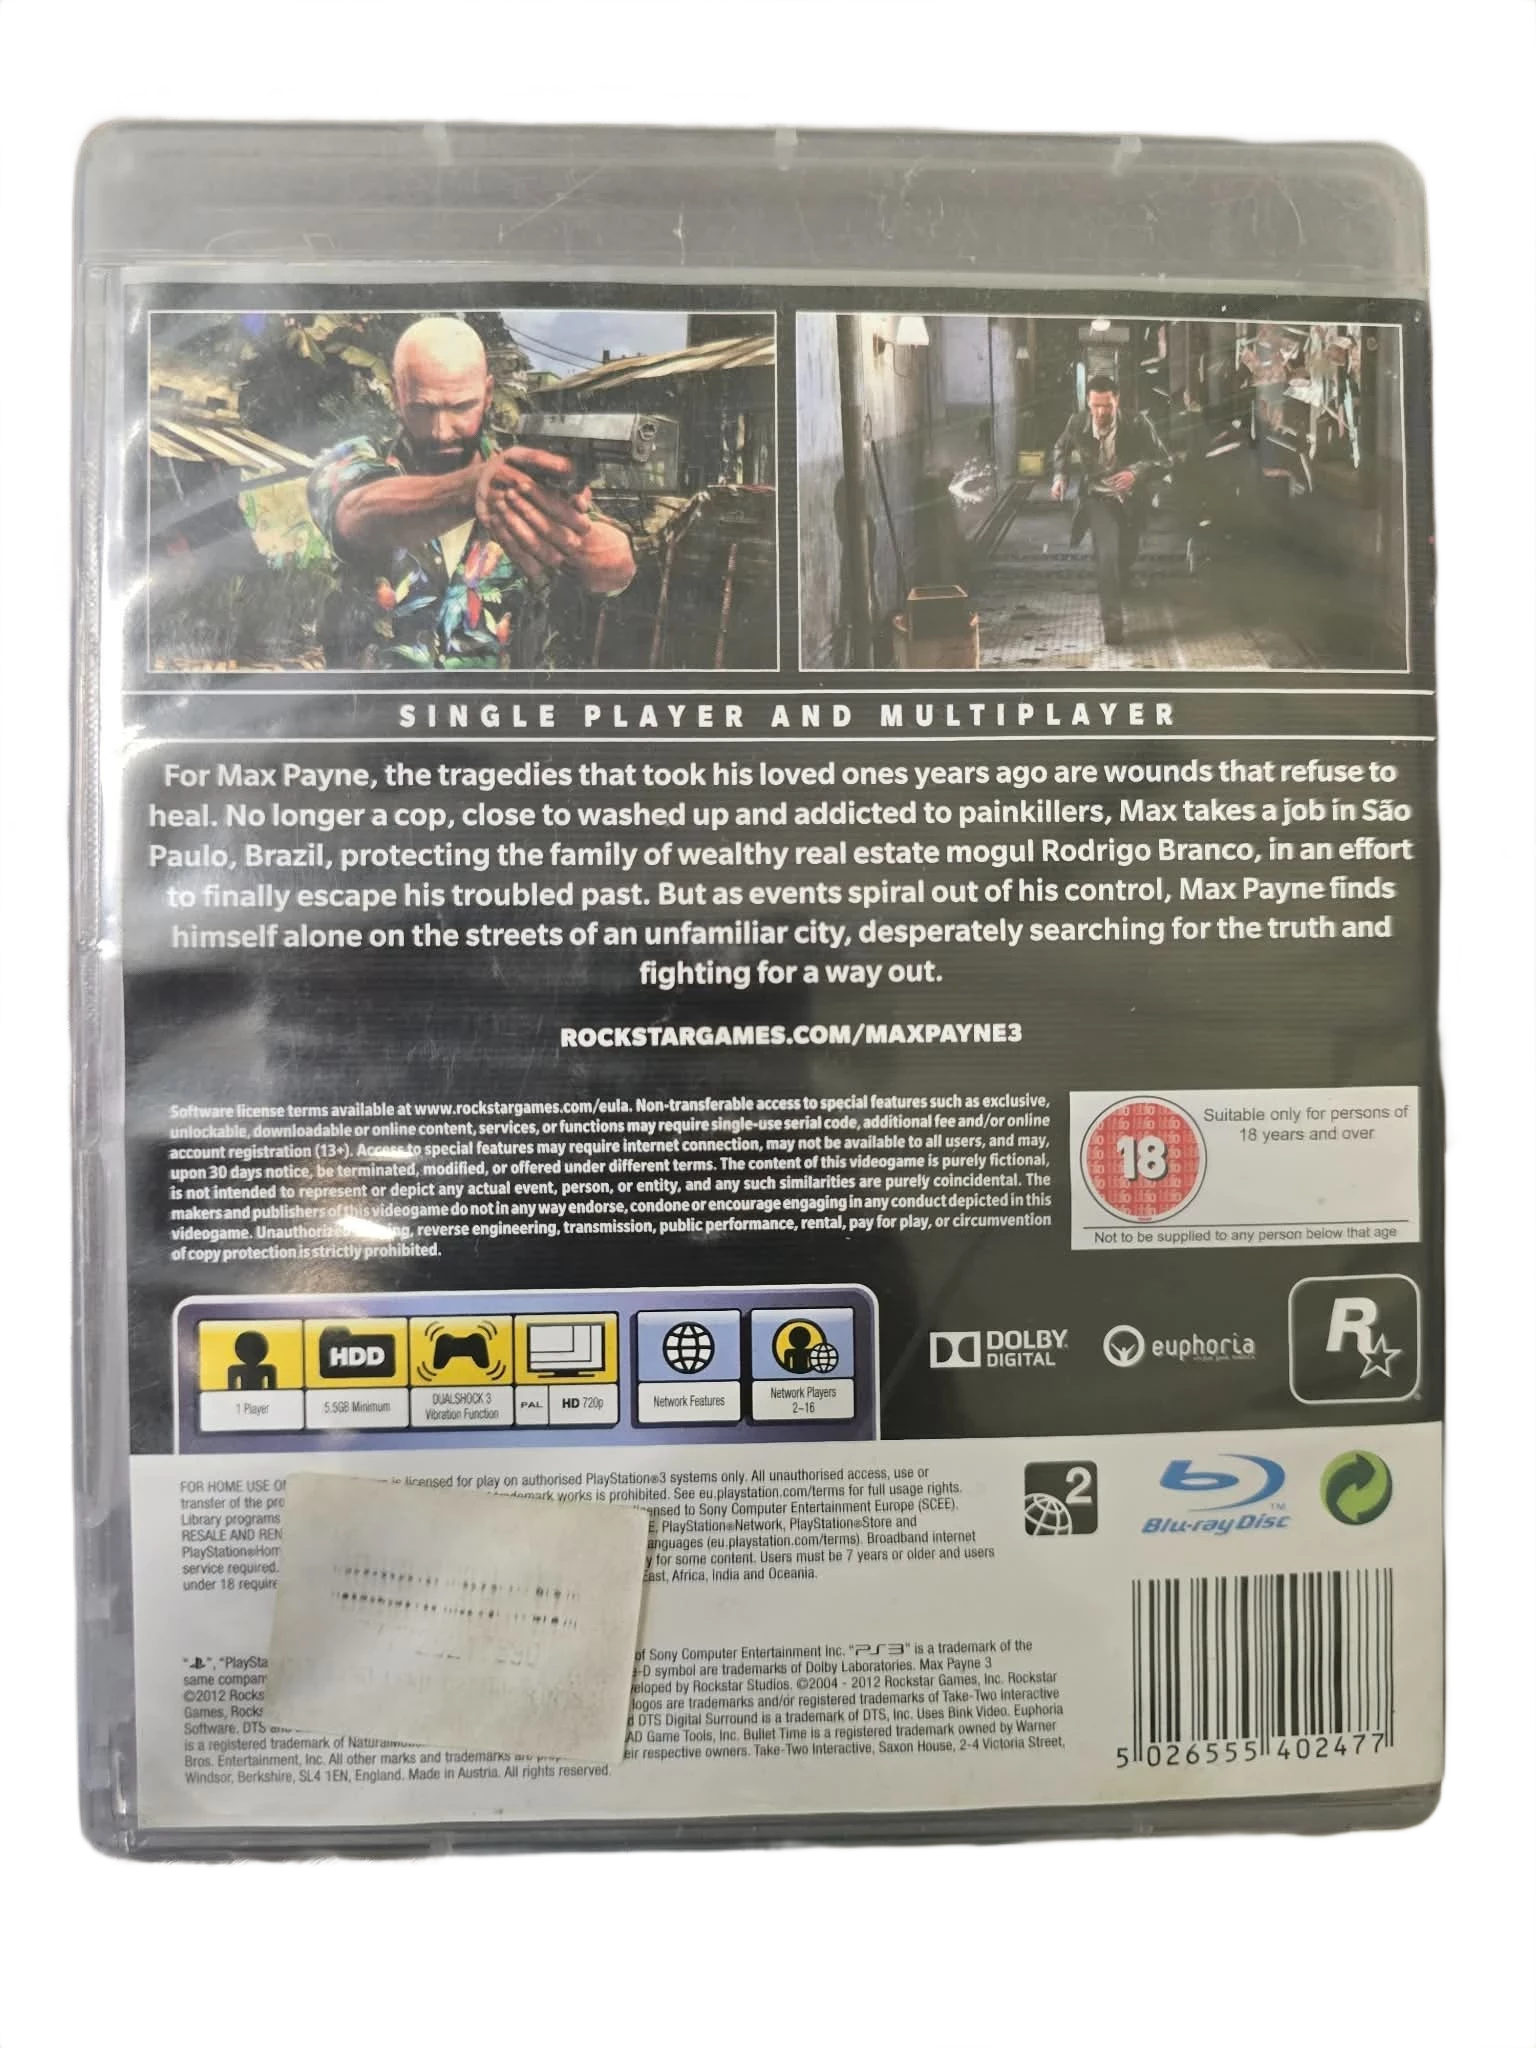 SINGLE PLAYER AND MULTIPLAYER
For Max Payne, the tragedies that took his loved ones years ago are wounds that refuse to
heal. No longer a cop, close to washed up and addicted to painkillers, Max takes a job in São
Paulo, Brazil, protecting the family of wealthy real estate mogul Rodrigo Branco, in an effort
to finally escape his troubled past. But as events spiral out of his control, Max Payne finds
himself alone on the streets of an unfamiliar city, desperately searching for the truth and
fighting for a way out.
ROCKSTARGAMES.COM/MAXPAYNE3
Software license terms available at www.rockstargames.com/eula. Non-transferable access to special features such as exclusive,
unlockable, downloadable or online content, services, or functions may require single-use serial code, additional fee and/or online
account registration (13+). Access to special features may require internet connection, may not be available to all users, and may,
upon 30 days notice, be terminated, modified, or offered under different terms. The content of this videogame is purely fictional,
is not intended to represent or depict any actual event, person, or entity, and any such similarities are purely coincidental. The
makers and publishers of this videogame do not in any way endorse, condone or encourage engaging in any conduct depicted in this
videogame. Unauthorized reverse engineering, transmission, public performance, rental, pay for play, or circumvention
of copy protection is strictly prohibited.
18
Suitable only for persons of
18 years and over
Not to be supplied to any person below that age
HDD
1 Player
5.5GB Minimum
DUALSHOCK 3
Vibration Function
PAL
HD 720p
Network Features
Network Players
2-16
DOLBY
DIGITAL
euphoria
R
FOR HOME USE is licensed for play on authorised PlayStation®3 systems only. All unauthorised access, use or
transfer of the works is prohibited. See eu.playstation.com/terms for full usage rights.
Library programs to Sony Computer Entertainment Europe (SCEE).
RESALE AND PlayStation®Network, PlayStation®Store and
(eu.playstation.com/terms). Broadband internet
service required. for some content. Users must be 7 years or older and users
under 18 Africa, India and Oceania.
2
Blu-ray Disc
of Sony Computer Entertainment Inc. "PS3" is a trademark of the
same symbol are trademarks of Dolby Laboratories. Max Payne 3
©2012 by Rockstar Studios. ©2004 - 2012 Rockstar Games, Inc. Rockstar
Games, logos are trademarks and/or registered trademarks of Take-Two Interactive
Software. DTS DTS Digital Surround is a trademark of DTS, Inc. Uses Bink Video. Euphoria
is a registered trademark of Game Tools, Inc. Bullet Time is a registered trademark owned by Warner
Bros. Entertainment, Inc. All other marks and trademarks respective owners. Take-Two Interactive, Saxon House, 2-4 Victoria Street,
Windsor, Berkshire, SL4 1EN, England. Made in Austria. All rights reserved.
5 026555 402477